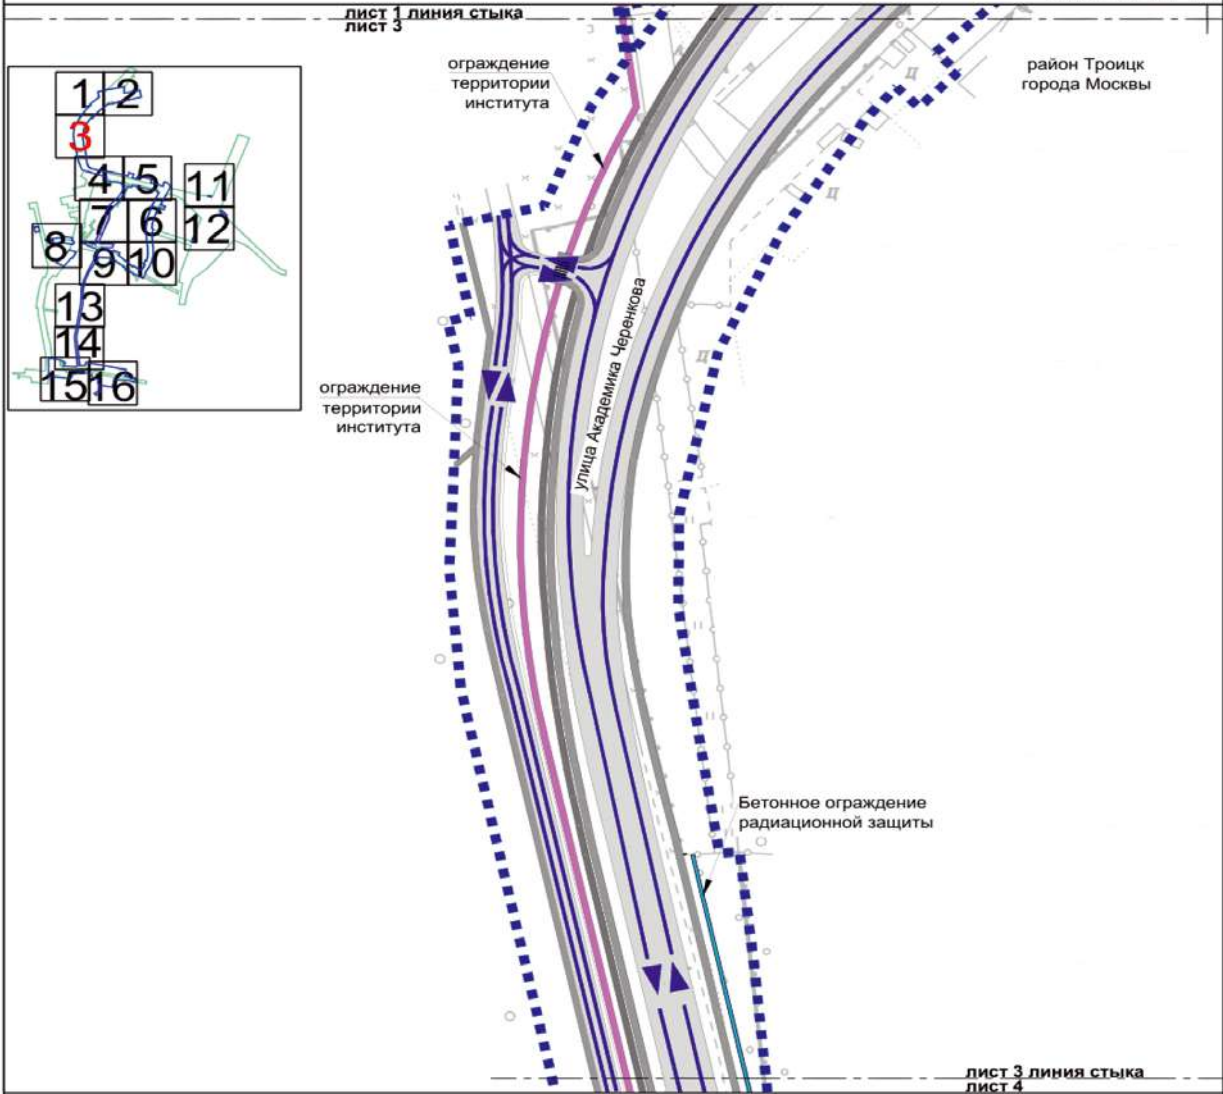 лист 1 линия стыка
лист 3
ограждение
территории
института
район Троицк
города Москвы
1 2
3
4 5 11
7 6 12
8 9 10
13
14
15 16
ограждение
территории
института
улица Академика Черенкова
Ц
Ц
Ц
Бетонное ограждение
радиационной защиты
лист 3 линия стыка
лист 4